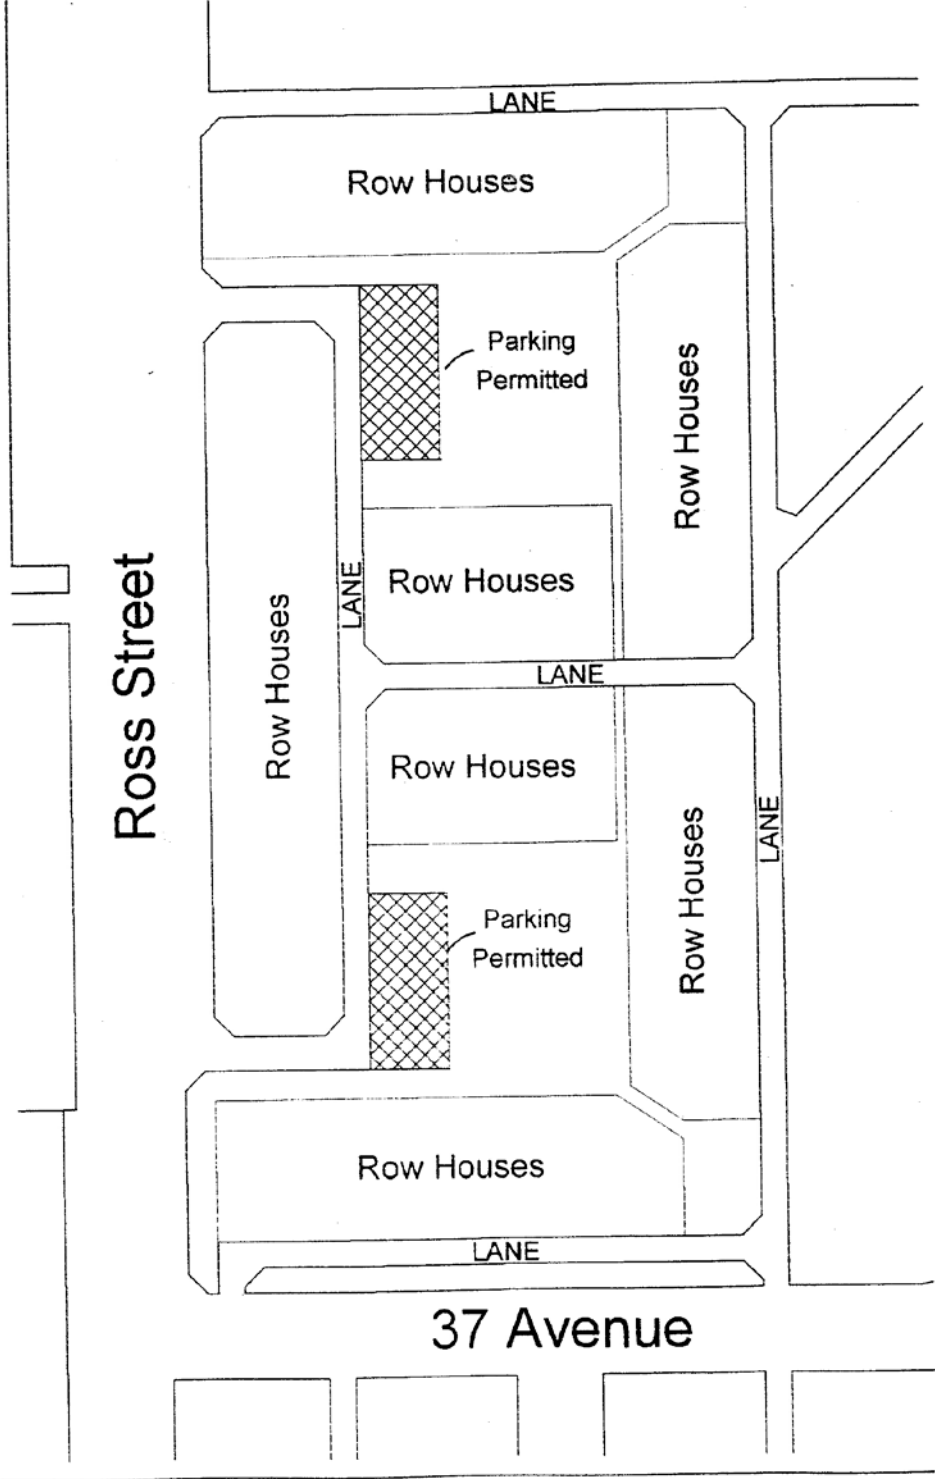 LANE
Row Houses
Parking
Permitted
Row Houses
Ross Street
LANE
Row Houses
Row Houses
LANE
Row Houses
LANE
Row Houses
Parking
Permitted
Row Houses
LANE
37 Avenue